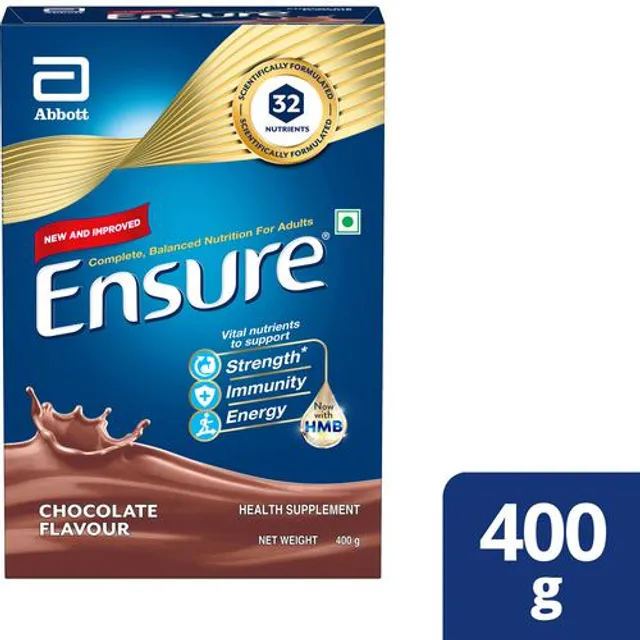 Abbott
SCIENTIFICALLY FORMULATED
32
NUTRIENTS
SCIENTIFICALLY FORMULATED
NEW AND IMPROVED
Complete, Balanced Nutrition For Adults
Ensure®
Vital nutrients
to support
Strength*
Immunity
Energy
Now
with
HMB
CHOCOLATE
FLAVOUR
HEALTH SUPPLEMENT
NET WEIGHT 400 g
400
g